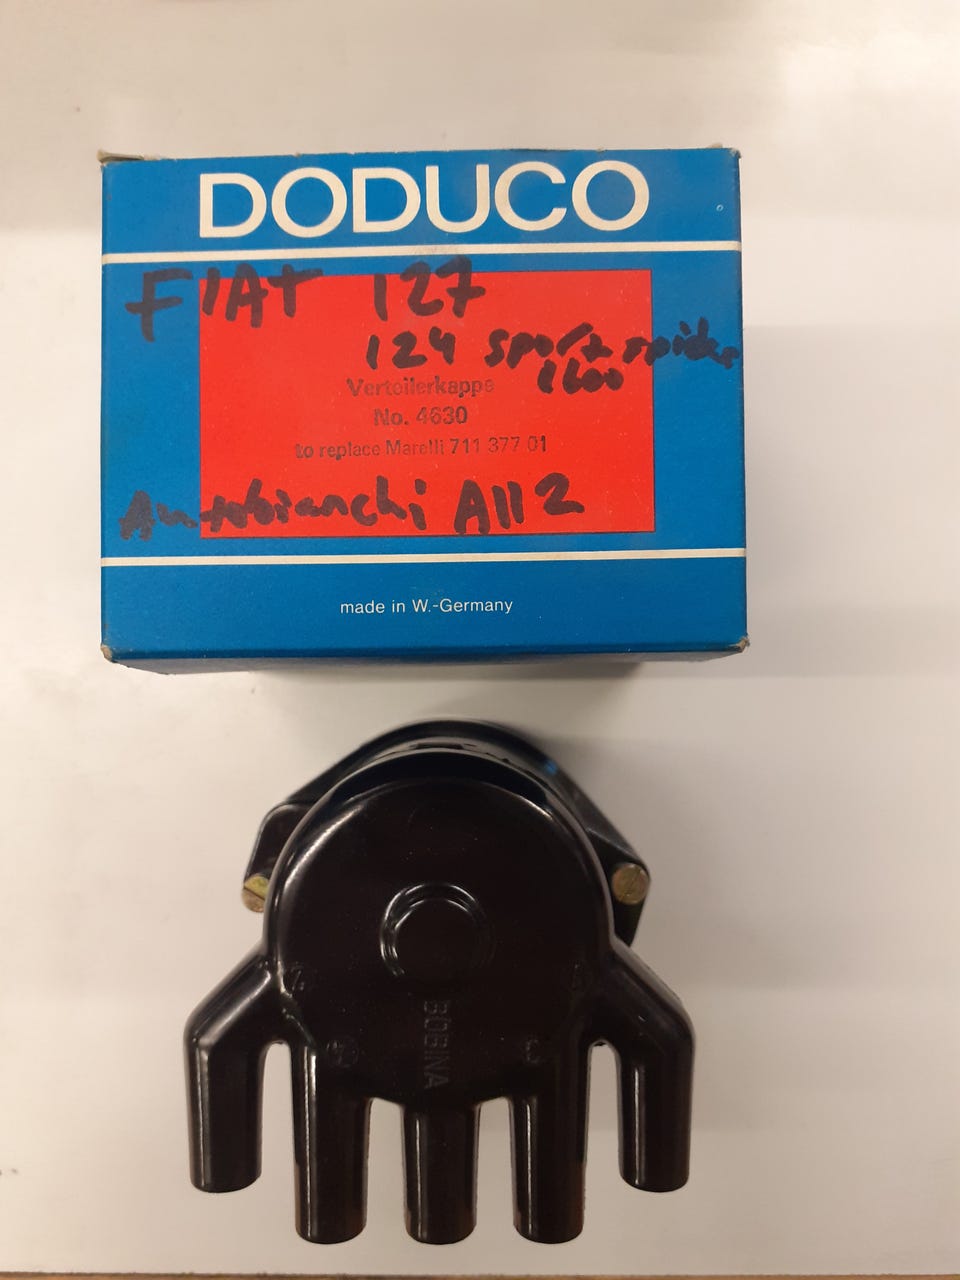 DODUCO
FIAT 127
124 sport spider
1600
Verteilerkappe
No. 4630
to replace Marelli 711 377 01
Autobianchi A112
made in W.-Germany
BOBINA